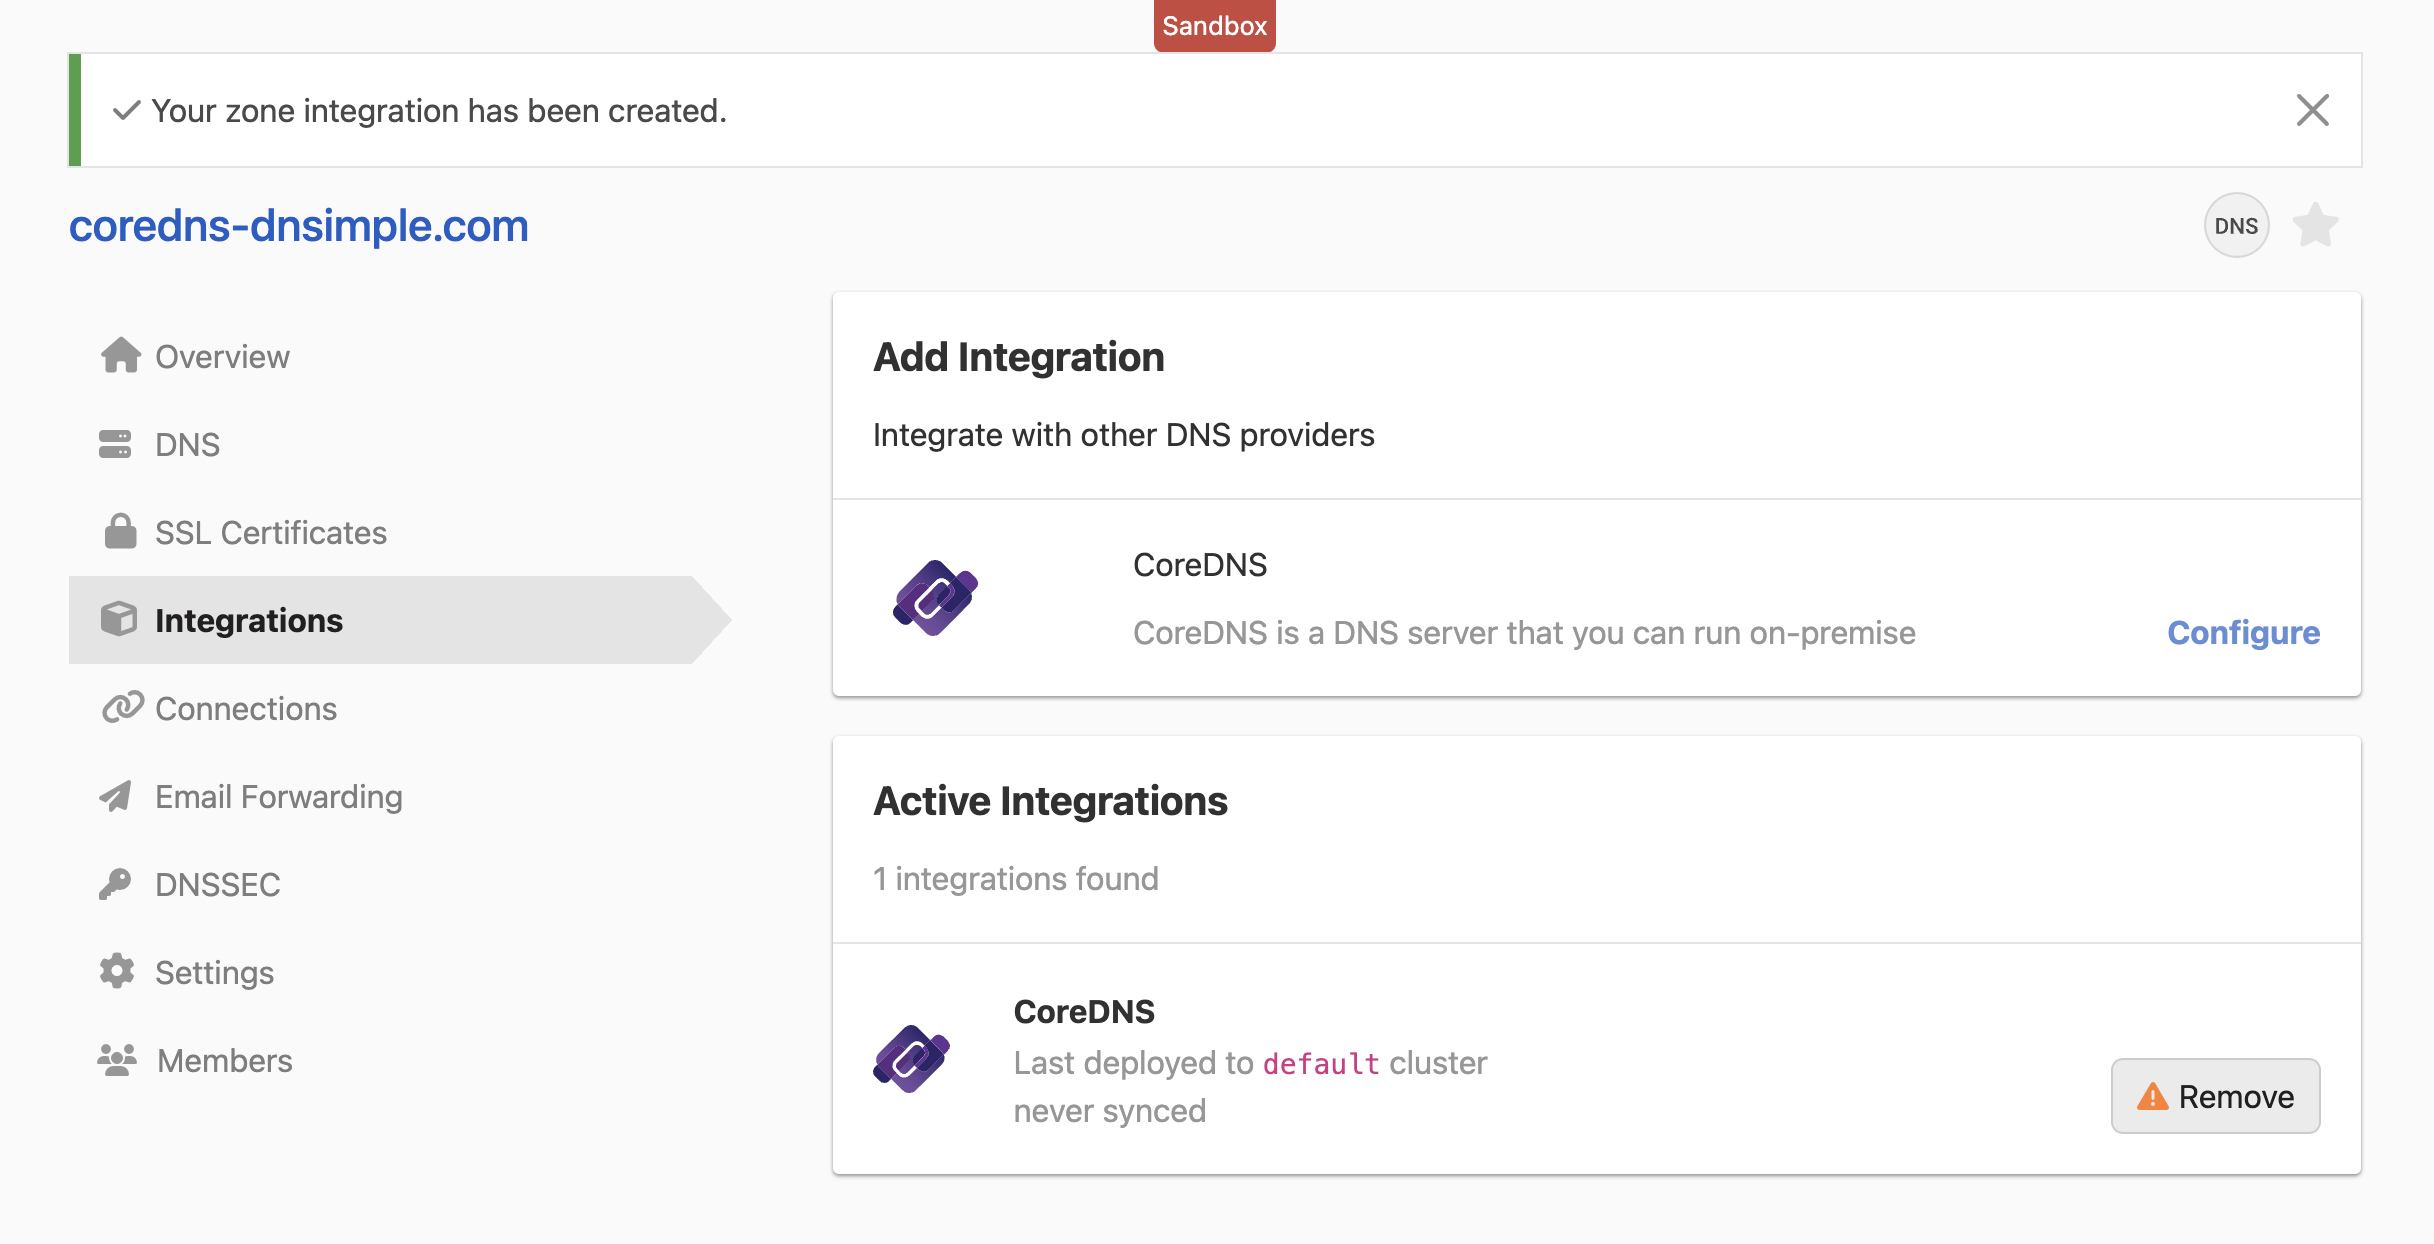 Sandbox
Your zone integration has been created.
coredns-dnsimple.com
DNS
Overview
DNS
SSL Certificates
Integrations
Connections
Email Forwarding
DNSSEC
Settings
Members
Add Integration
Integrate with other DNS providers
CoreDNS
CoreDNS is a DNS server that you can run on-premise
Configure
Active Integrations
1 integrations found
CoreDNS
Last deployed to default cluster
never synced
Remove